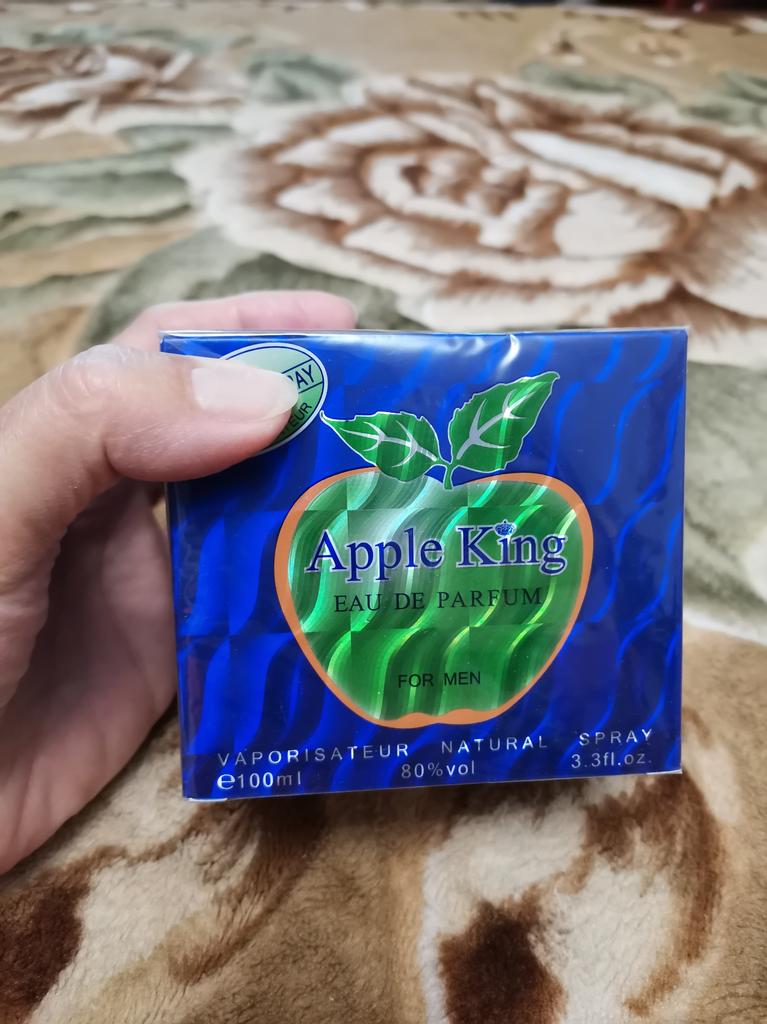 Apple King
EAU DE PARFUM
FOR MEN
VAPORISATEUR NATURAL SPRAY
e100ml 80%vol 3.3fl.oz.